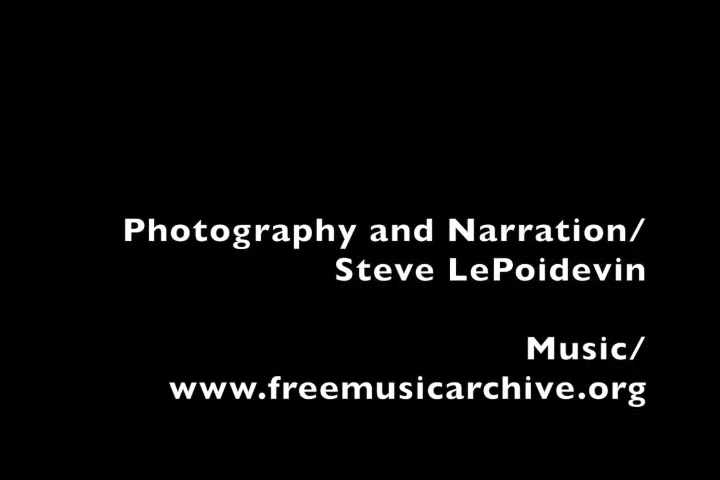 Photography and Narration/
Steve LePoidevin
Music/
www.freemusicarchive.org